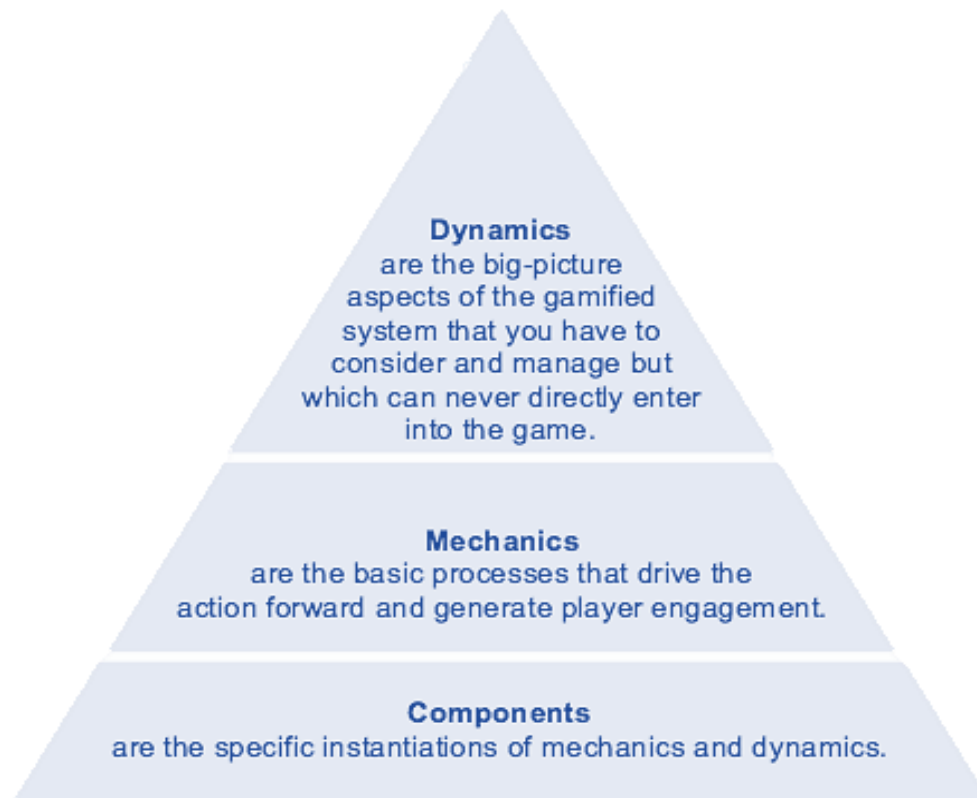 Dynamics
are the big-picture
aspects of the gamified
system that you have to
consider and manage but
which can never directly enter
into the game.
Mechanics
are the basic processes that drive the
action forward and generate player engagement.
Components
are the specific instantiations of mechanics and dynamics.